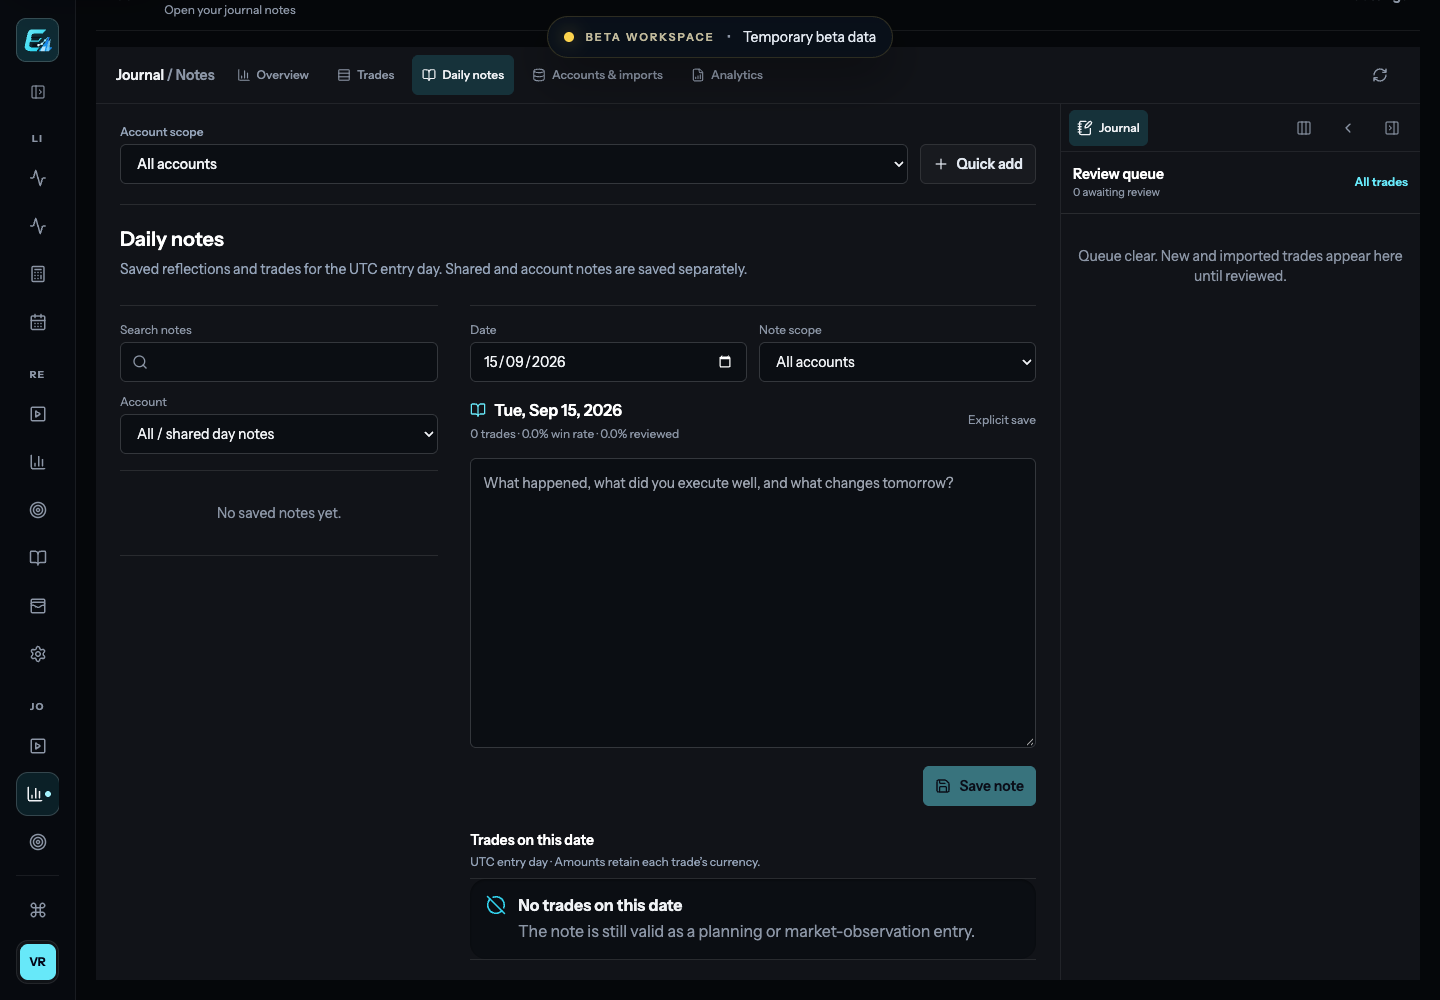 Open your journal notes
BETA WORKSPACE • Temporary beta data
LI
RE
JO
VR
Journal / Notes
Overview
Trades
Daily notes
Accounts & imports
Analytics
Account scope
All accounts
Quick add
Daily notes
Saved reflections and trades for the UTC entry day. Shared and account notes are saved separately.
Search notes
Account
All / shared day notes
No saved notes yet.
Date
Note scope
15/09/2026
All accounts
Tue, Sep 15, 2026
0 trades · 0.0% win rate · 0.0% reviewed
Explicit save
What happened, what did you execute well, and what changes tomorrow?
Save note
Trades on this date
UTC entry day · Amounts retain each trade's currency.
No trades on this date
The note is still valid as a planning or market-observation entry.
Journal
Review queue
0 awaiting review
All trades
Queue clear. New and imported trades appear here
until reviewed.